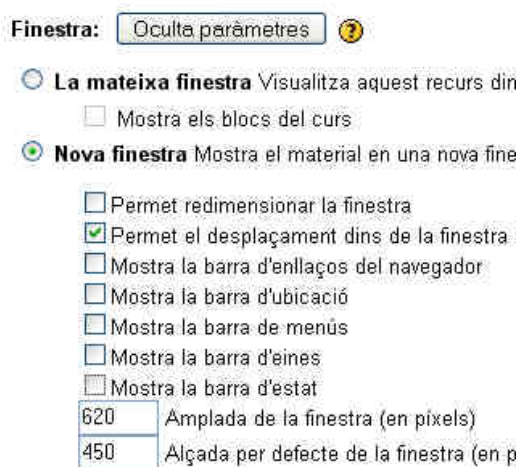 Finestra: Oculta paràmetres ?
La mateixa finestra Visualitza aquest recurs din
Mostra els blocs del curs
Nova finestra Mostra el material en una nova fine
Permet redimensionar la finestra
Permet el desplaçament dins de la finestra
Mostra la barra d'enllaços del navegador
Mostra la barra d'ubicació
Mostra la barra de menús
Mostra la barra d'eines
Mostra la barra d'estat
620 Amplada de la finestra (en píxels)
450 Alçada per defecte de la finestra (en p